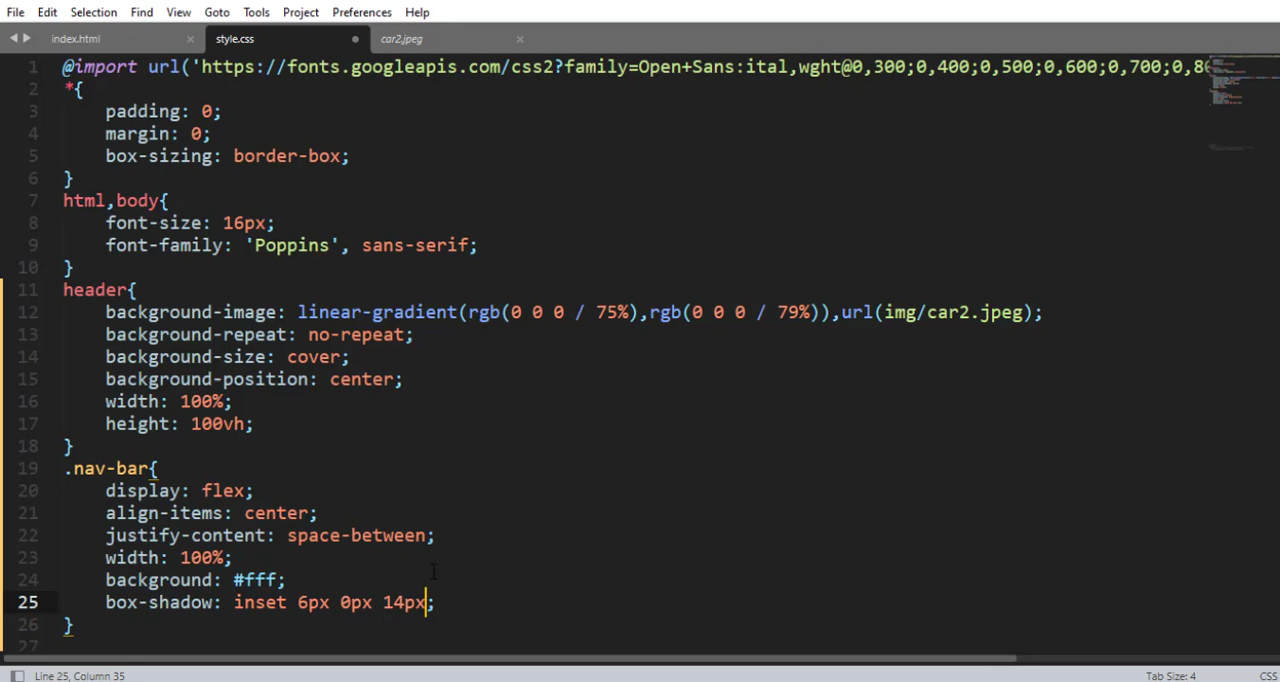 File Edit Selection Find View Goto Tools Project Preferences Help
index.html × style.css car2.jpeg ×
1 @import url('https://fonts.googleapis.com/css2?family=Open+Sans:ital,wght@0,300;0,400;0,500;0,600;0,700;0,80
2 *{
3 padding: 0;
4 margin: 0;
5 box-sizing: border-box;
6 }
7 html,body{
8 font-size: 16px;
9 font-family: 'Poppins', sans-serif;
10 }
11 header{
12 background-image: linear-gradient(rgb(0 0 0 / 75%),rgb(0 0 0 / 79%)),url(img/car2.jpeg);
13 background-repeat: no-repeat;
14 background-size: cover;
15 background-position: center;
16 width: 100%;
17 height: 100vh;
18 }
19 .nav-bar{
20 display: flex;
21 align-items: center;
22 justify-content: space-between;
23 width: 100%;
24 background: #fff;
25 box-shadow: inset 6px 0px 14px;
26 }
27
Line 25, Column 35 Tab Size: 4 CSS